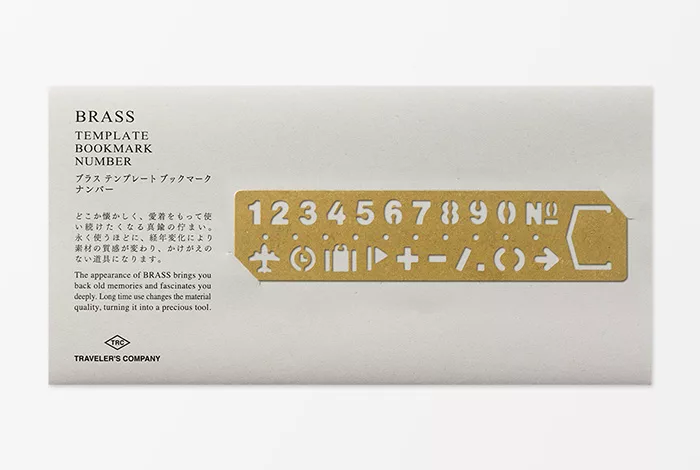 BRASS
TEMPLATE
BOOKMARK
NUMBER
ブラス テンプレート ブックマーク
ナンバー
どこか懐かしく、愛着をもって使
い続けたくなる真鍮の佇まい。
永く使うほどに、経年変化により
素材の質感が変わり、かけがえの
ない道具になります。
The appearance of BRASS brings you
back old memories and fascinates you
deeply. Long time use changes the material
quality, turning it into a precious tool.
TRC
TRAVELER'S COMPANY
1234567890 №
+ - /. ( ) →